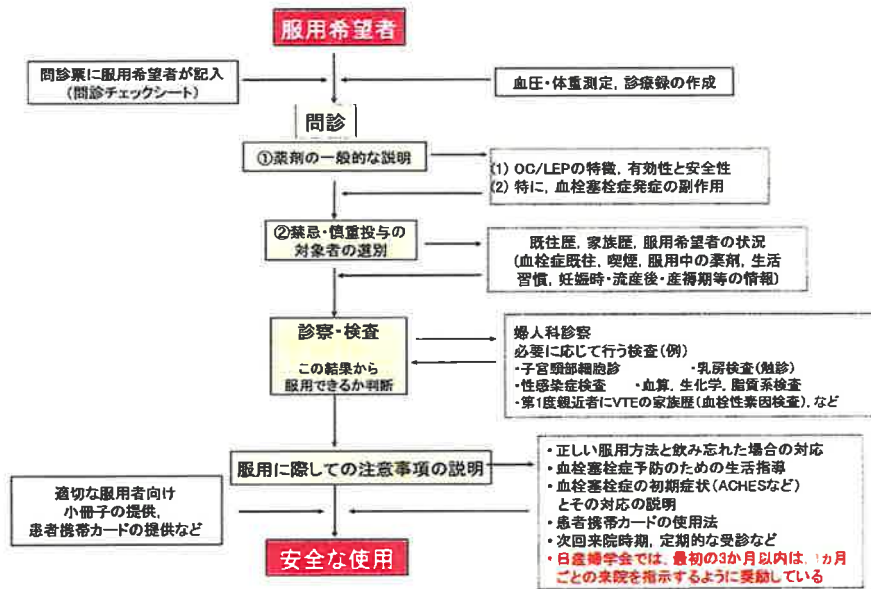 服用希望者
問診票に服用希望者が記入
(問診チェックシート)
血圧・体重測定, 診療録の作成
問診
①薬剤の一般的な説明
(1) OC/LEPの特徴, 有効性と安全性
(2) 特に, 血栓塞栓症発症の副作用
②禁忌・慎重投与の
対象者の選別
既往歴, 家族歴, 服用希望者の状況
(血栓症既往, 喫煙, 服用中の薬剤, 生活
習慣, 妊娠時・流産後・産褥期等の情報)
診察・検査
この結果から
服用できるか判断
婦人科診察
必要に応じて行う検査(例)
・子宮頸部細胞診 ・乳房検査(触診)
・性感染症検査 ・血算, 生化学, 脂質系検査
・第1度親近者にVTEの家族歴(血栓性素因検査), など
服用に際しての注意事項の説明
・正しい服用方法と飲み忘れた場合の対応
・血栓塞栓症予防のための生活指導
・血栓塞栓症の初期症状(ACHESなど)
とその対応の説明
・患者携帯カードの使用法
・次回来院時期, 定期的な受診など
・日産婦学会では, 最初の3か月以内は, 1ヵ月
ごとの来院を指示するように奨励している
適切な服用者向け
小冊子の提供,
患者携帯カードの提供など
安全な使用